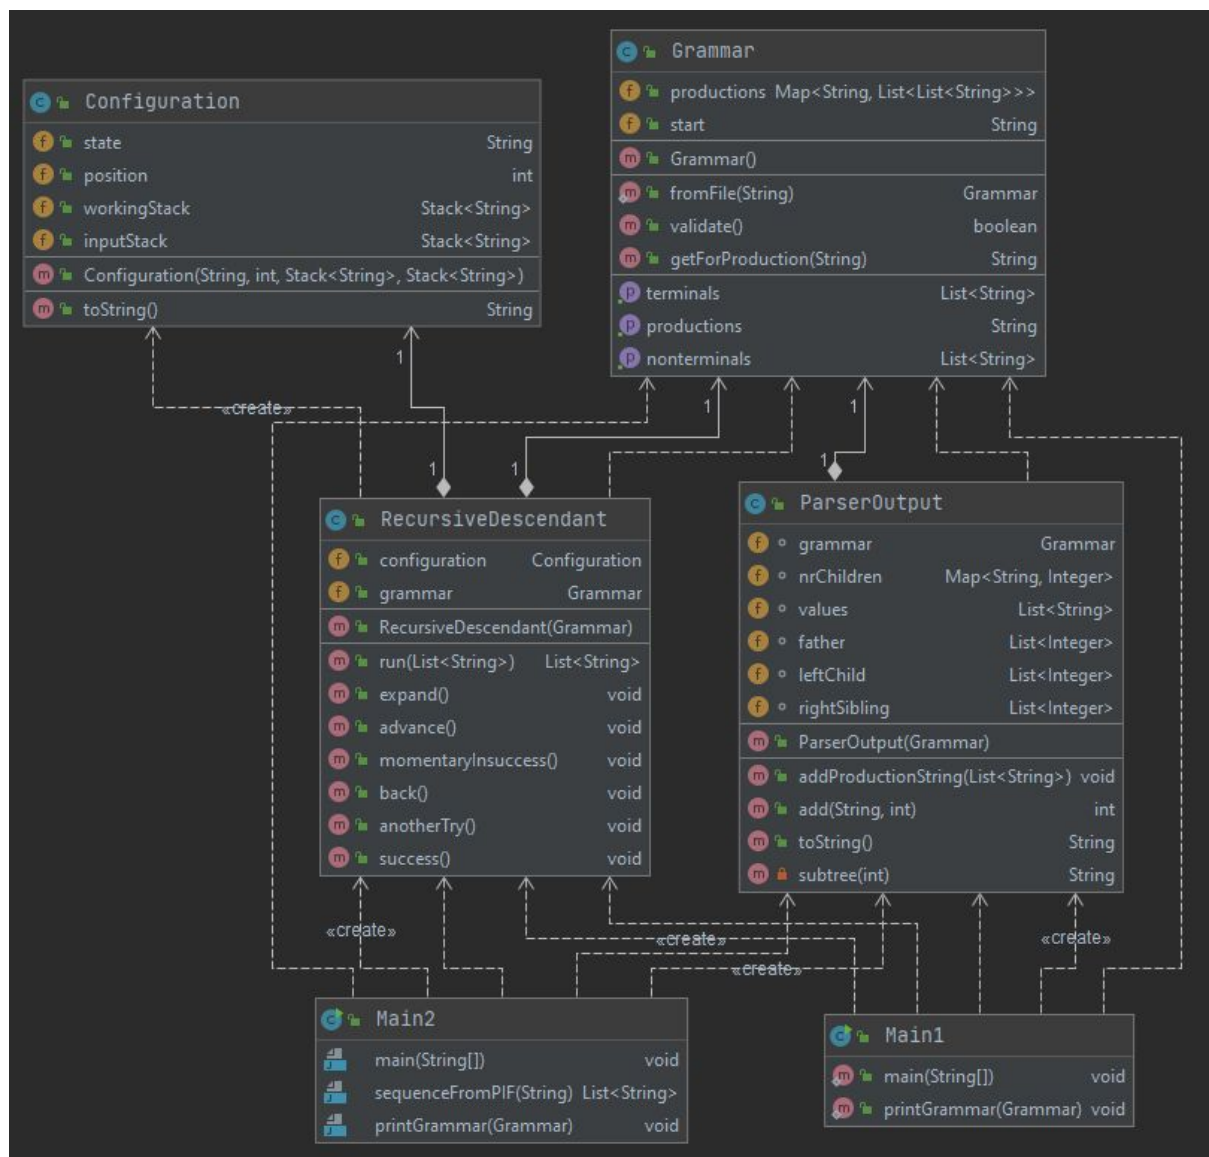 Configuration
state String
position int
workingStack Stack<String>
inputStack Stack<String>
Configuration(String, int, Stack<String>, Stack<String>)
toString() String
Grammar
productions Map<String, List<List<String>>>
start String
Grammar()
fromFile(String) Grammar
validate() boolean
getForProduction(String) String
terminals List<String>
productions String
nonterminals List<String>
1
«create»
1
1
1
1
1
RecursiveDescendant
configuration Configuration
grammar Grammar
RecursiveDescendant(Grammar)
run(List<String>) List<String>
expand() void
advance() void
momentaryInsuccess() void
back() void
anotherTry() void
success() void
ParserOutput
grammar Grammar
nrChildren Map<String, Integer>
values List<String>
father List<Integer>
leftChild List<Integer>
rightSibling List<Integer>
ParserOutput(Grammar)
addProductionString(List<String>) void
add(String, int) int
toString() String
subtree(int) String
«create»
«create»
«create»
«create»
Main2
main(String[]) void
sequenceFromPIF(String) List<String>
printGrammar(Grammar) void
Main1
main(String[]) void
printGrammar(Grammar) void